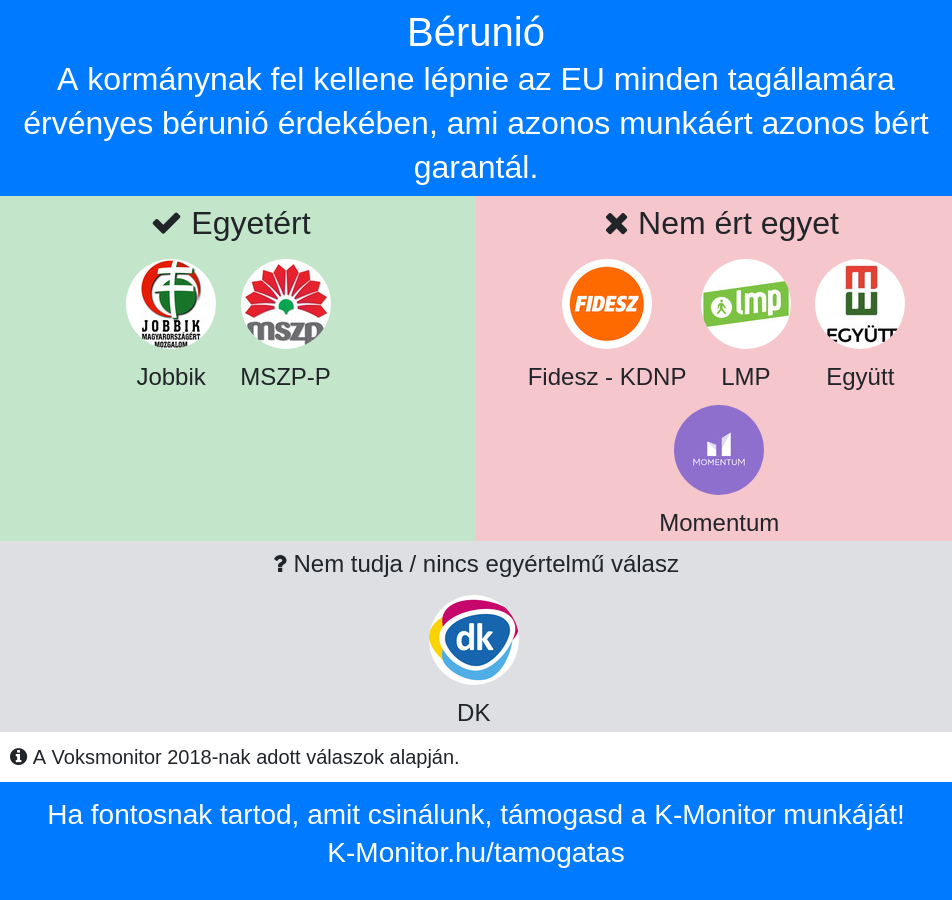 Bérunió
A kormánynak fel kellene lépnie az EU minden tagállamára
érvényes bérunió érdekében, ami azonos munkáért azonos bért
garantál.
Egyetért
Nem ért egyet
JOBBIK
MAGYARORSZÁGÉRT
MOZGALOM
mszp
FIDESZ
lmp
EGYÜTT
Jobbik
MSZP-P
Fidesz - KDNP
LMP
Együtt
MOMENTUM
Momentum
? Nem tudja / nincs egyértelmű válasz
dk
DK
A Voksmonitor 2018-nak adott válaszok alapján.
Ha fontosnak tartod, amit csinálunk, támogasd a K-Monitor munkáját!
K-Monitor.hu/tamogatas